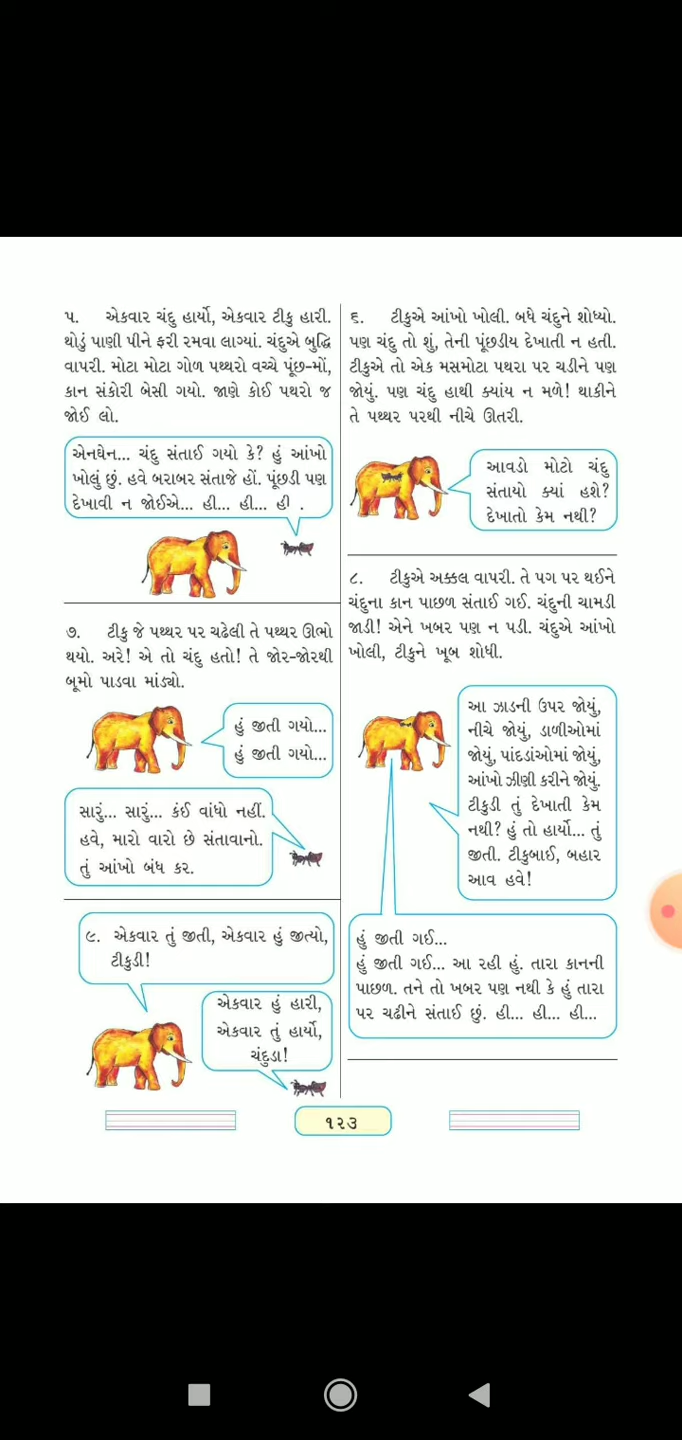 ૫. એકવાર ચંદુ હાર્યો, એકવાર ટીકુ હારી.
થોડું પાણી પીને ફરી રમવા લાગ્યાં. ચંદુએ બુદ્ધિ
વાપરી. મોટા મોટા ગોળ પથ્થરો વચ્ચે પૂંછ-મોં,
કાન સંકોરી બેસી ગયો. જાણે કોઈ પથરો જ
જોઈ લો.
એનઘેન... ચંદુ સંતાઈ ગયો કે? હું આંખો
ખોલું છું. હવે બરાબર સંતાજે હોં. પૂંછડી પણ
દેખાવી ન જોઈએ... હી... હી... હી .
૬. ટીકુએ આંખો ખોલી. બધે ચંદુને શોધ્યો.
પણ ચંદુ તો શું, તેની પૂંછડીય દેખાતી ન હતી.
ટીકુએ તો એક મસમોટા પથરા પર ચડીને પણ
જોયું. પણ ચંદુ હાથી ક્યાંય ન મળે! થાકીને
તે પથ્થર પરથી નીચે ઊતરી.
આવડો મોટો ચંદુ
સંતાયો ક્યાં હશે?
દેખાતો કેમ નથી?
૭. ટીકુ જે પથ્થર પર ચઢેલી તે પથ્થર ઊભો
થયો. અરે! એ તો ચંદુ હતો! તે જોર-જોરથી
બૂમો પાડવા માંડ્યો.
હું જીતી ગયો...
હું જીતી ગયો...
સારું... સારું... કંઈ વાંધો નહીં.
હવે, મારો વારો છે સંતાવાનો.
તું આંખો બંધ કર.
૮. ટીકુએ અક્કલ વાપરી. તે પગ પર થઈને
ચંદુના કાન પાછળ સંતાઈ ગઈ. ચંદુની ચામડી
જાડી! એને ખબર પણ ન પડી. ચંદુએ આંખો
ખોલી, ટીકુને ખૂબ શોધી.
આ ઝાડની ઉપર જોયું,
નીચે જોયું, ડાળીઓમાં
જોયું, પાંદડાંઓમાં જોયું,
આંખો ઝીણી કરીને જોયું.
ટીકુડી તું દેખાતી કેમ
નથી? હું તો હાર્યો... તું
જીતી. ટીકુબાઈ, બહાર
આવ હવે!
હું જીતી ગઈ...
હું જીતી ગઈ... આ રહી હું. તારા કાનની
પાછળ. તને તો ખબર પણ નથી કે હું તારા
પર ચઢીને સંતાઈ છું. હી... હી... હી...
૯. એકવાર તું જીતી, એકવાર હું જીત્યો,
ટીકુડી!
એકવાર હું હારી,
એકવાર તું હાર્યો,
ચંદુડા!
૧૨૩